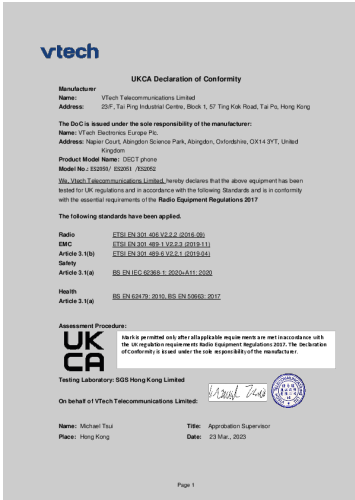 vtech
UKCA Declaration of Conformity
Manufacturer
Name: VTech Telecommunications Limited
Address: 23/F, Tai Ping Industrial Centre, Block 1, 57 Ting Kok Road, Tai Po, Hong Kong
The DoC is issued under the sole responsibility of the manufacturer:
Name: VTech Electronics Europe Plc.
Address: Napier Court, Abingdon Science Park, Abingdon, Oxfordshire, OX14 3YT, United
Kingdom
Product Model Name: DECT phone
Model No.: ES2050/ ES2051 /ES2052
We, Vtech Telecommunications Limited, hereby declares that the above equipment has been
tested for UK regulations and in accordance with the following Standards and is in conformity
with the essential requirements of the Radio Equipment Regulations 2017
The following standards have been applied.
Radio ETSI EN 301 406 V2.2.2 (2016-09)
EMC ETSI EN 301 489-1 V2.2.3 (2019-11)
Article 3.1(b) ETSI EN 301 489-6 V2.2.1 (2019-04)
Safety
Article 3.1(a) BS EN IEC 62368-1: 2020+A11: 2020
Health
Article 3.1(a) BS EN 62479: 2010, BS EN 50663: 2017
Assessment Procedure:
UK
CA
Mark is permitted only after all applicable requirements are met in accordance with
the UK regulation requirements Radio Equipment Regulations 2017. The Declaration
of Conformity is issued under the sole responsibility of the manufacturer.
Testing Laboratory: SGS Hong Kong Limited
On behalf of VTech Telecommunications Limited:
Name: Michael Tsui Title: Approbation Supervisor
Place: Hong Kong Date: 23 Mar., 2023
Page 1